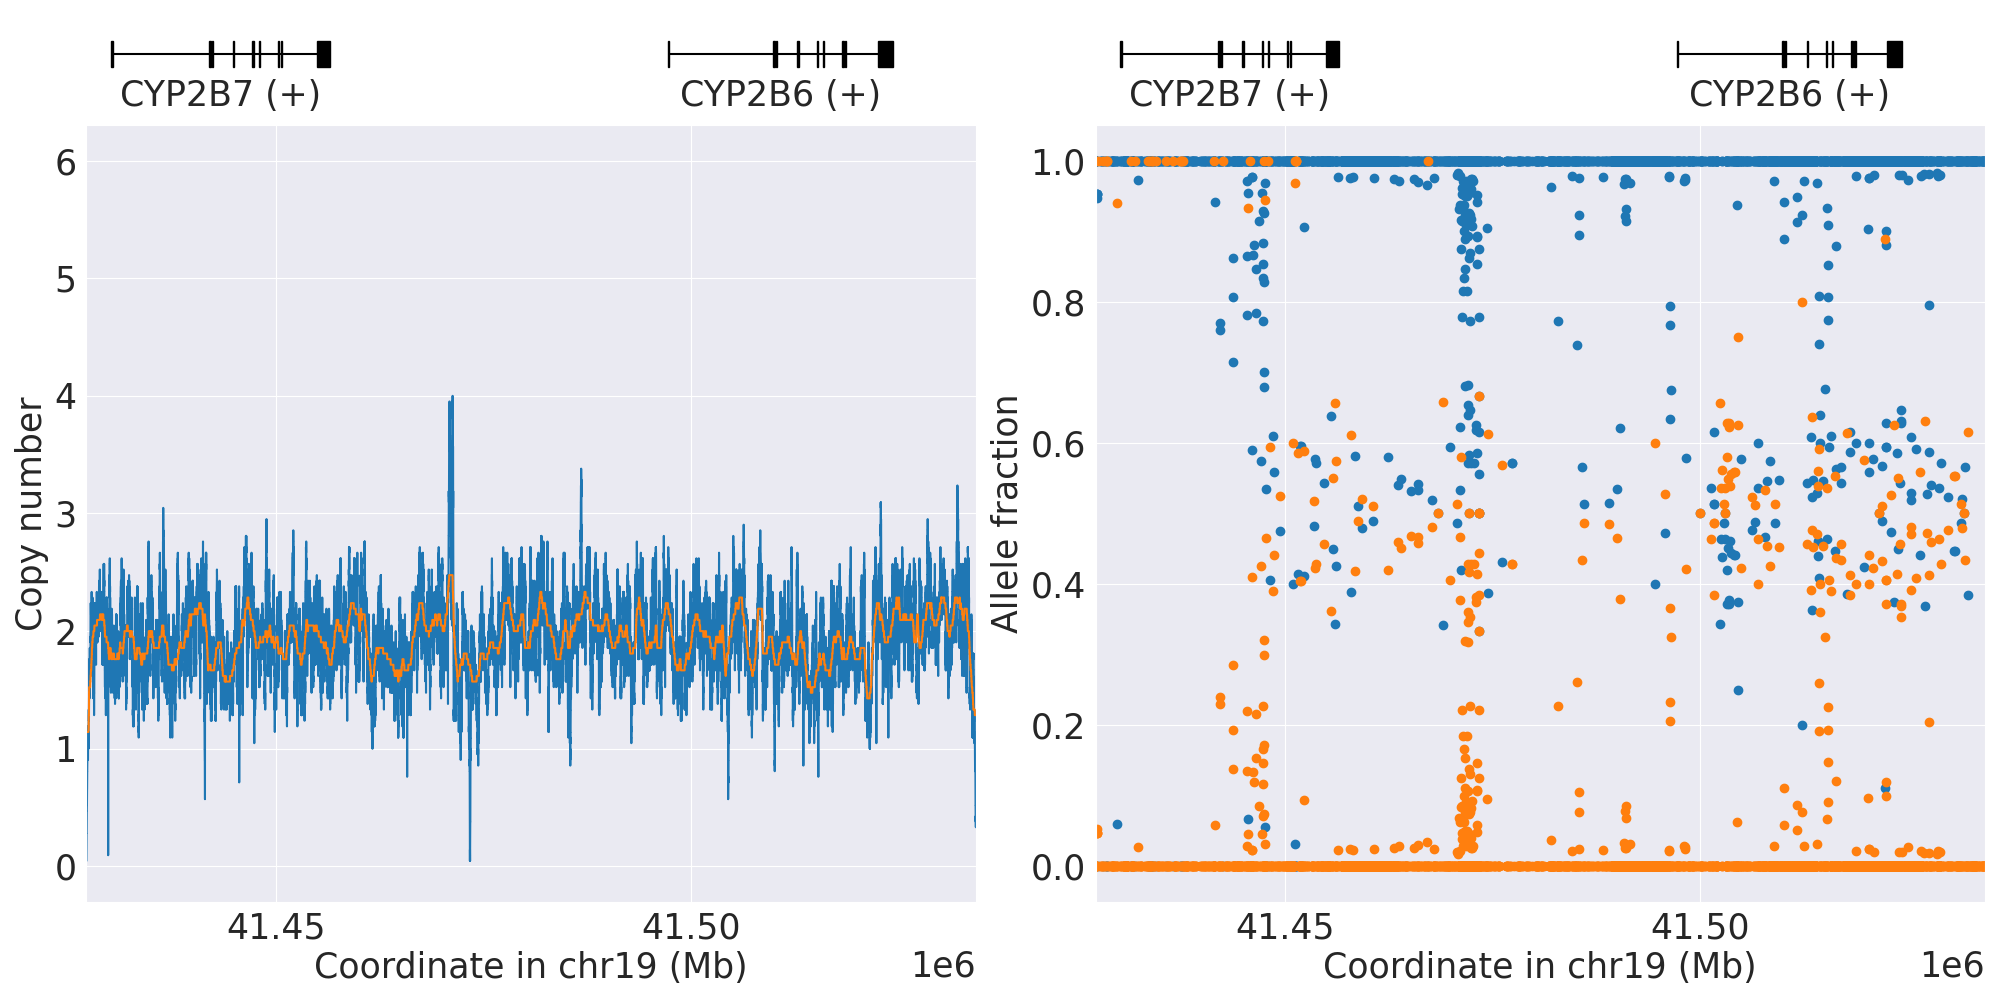 CYP2B7 (+)
CYP2B6 (+)
CYP2B7 (+)
CYP2B6 (+)
6
5
4
3
2
1
0
Copy number
41.45
41.50
Coordinate in chr19 (Mb)
1e6
1.0
0.8
0.6
0.4
0.2
0.0
Allele fraction
41.45
41.50
Coordinate in chr19 (Mb)
1e6